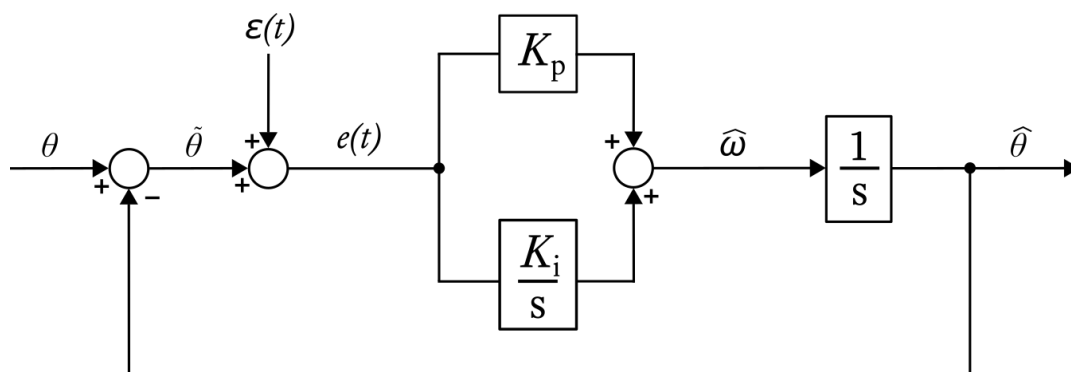 ε(t)
K_p
θ
+
−
θ̃
+
+
e(t)
+
+
ω̂
1/s
θ̂
K_i/s